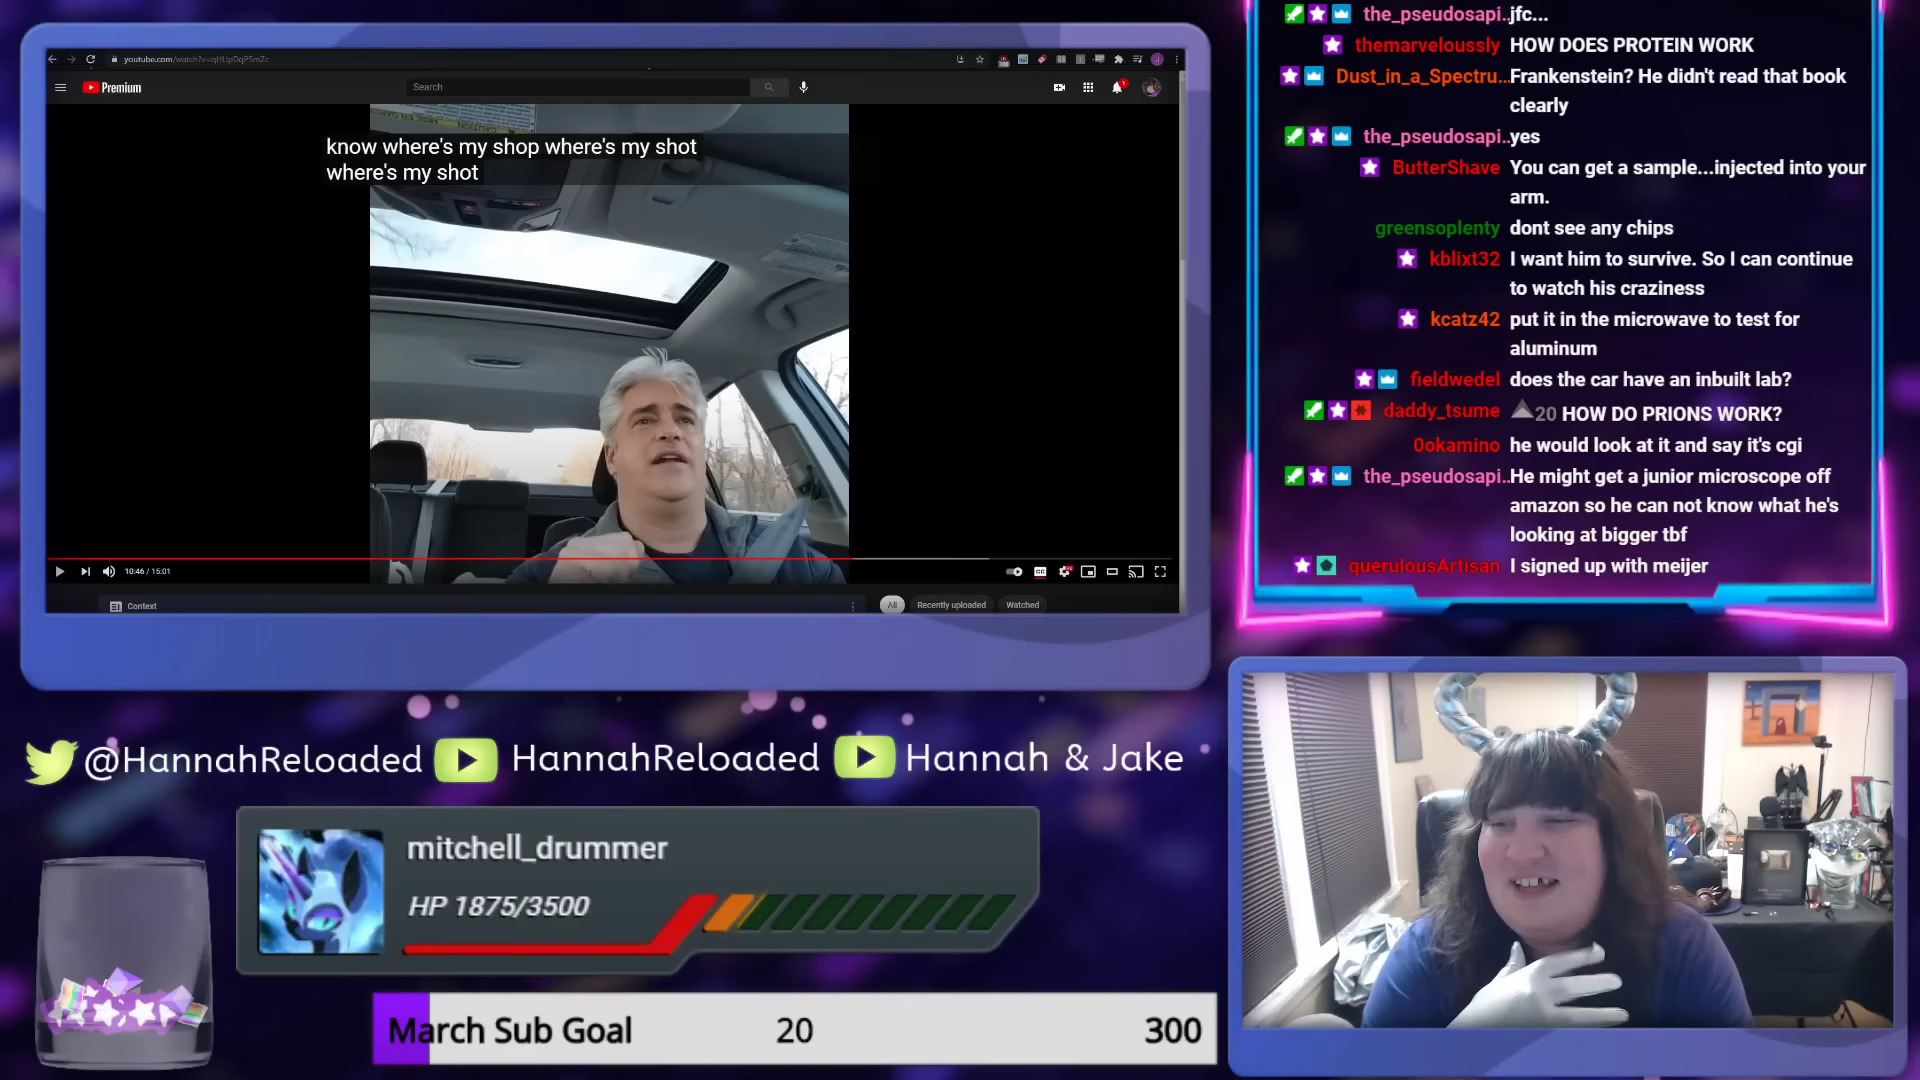 youtube.com/watch?v=qHlJpDqP5mZc
Premium
Search
know where's my shop where's my shot
where's my shot
10:46 / 15:01
Context
All
Recently uploaded
Watched
the_pseudosapi.. jfc...
themarveloussly HOW DOES PROTEIN WORK
Dust_in_a_Spectru... Frankenstein? He didn't read that book
clearly
the_pseudosapi.. yes
ButterShave You can get a sample...injected into your
arm.
greensoplenty dont see any chips
kblixt32 I want him to survive. So I can continue
to watch his craziness
kcatz42 put it in the microwave to test for
aluminum
fieldwedel does the car have an inbuilt lab?
daddy_tsume 20 HOW DO PRIONS WORK?
0okamino he would look at it and say it's cgi
the_pseudosapi.. He might get a junior microscope off
amazon so he can not know what he's
looking at bigger tbf
querulousArtisan I signed up with meijer
@HannahReloaded HannahReloaded Hannah & Jake
mitchell_drummer
HP 1875/3500
March Sub Goal 20 300